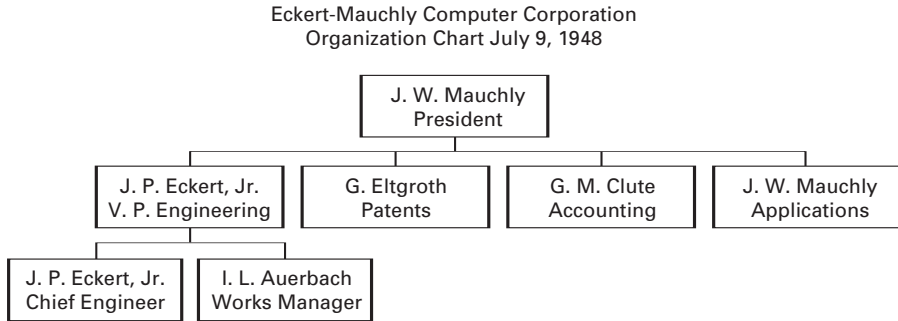 Eckert-Mauchly Computer Corporation
Organization Chart July 9, 1948
J. W. Mauchly
President
J. P. Eckert, Jr.
V. P. Engineering
G. Eltgroth
Patents
G. M. Clute
Accounting
J. W. Mauchly
Applications
J. P. Eckert, Jr.
Chief Engineer
I. L. Auerbach
Works Manager